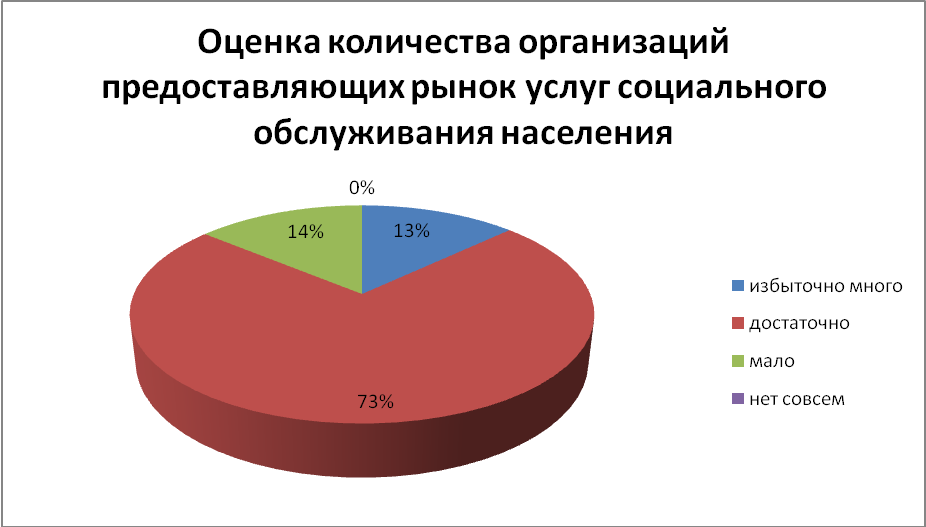 Оценка количества организаций
предоставляющих рынок услуг социального
обслуживания населения
0%
14%
13%
73%
избыточно много
достаточно
мало
нет совсем